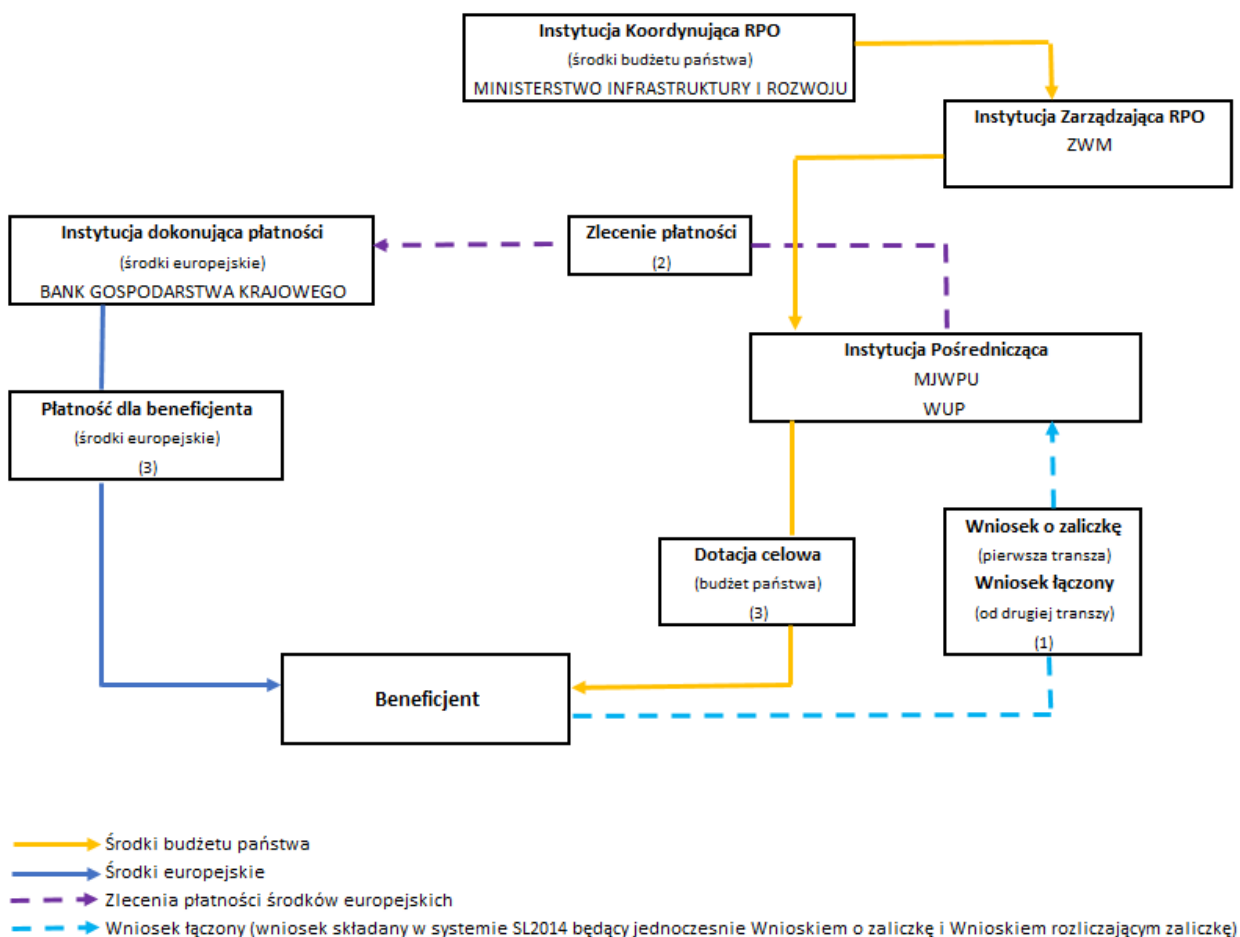 Instytucja Koordynująca RPO
(środki budżetu państwa)
MINISTERSTWO INFRASTRUKTURY I ROZWOJU
Instytucja Zarządzająca RPO
ZWM
Instytucja dokonująca płatności
(środki europejskie)
BANK GOSPODARSTWA KRAJOWEGO
Zlecenie płatności
(2)
Instytucja Pośrednicząca
MJWPU
WUP
Płatność dla beneficjenta
(środki europejskie)
(3)
Dotacja celowa
(budżet państwa)
(3)
Wniosek o zaliczkę
(pierwsza transza)
Wniosek łączony
(od drugiej transzy)
(1)
Beneficjent
Środki budżetu państwa
Środki europejskie
Zlecenia płatności środków europejskich
Wniosek łączony (wniosek składany w systemie SL2014 będący jednoczesnie Wnioskiem o zaliczkę i Wnioskiem rozliczającym zaliczkę)